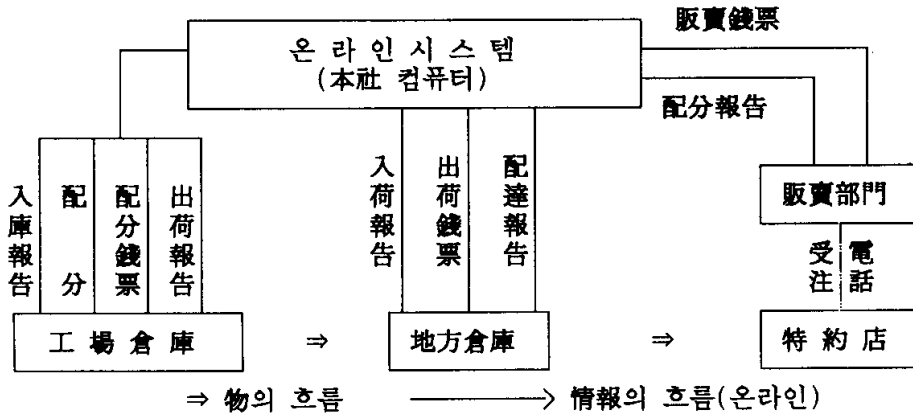 販賣錢票
온 라 인 시 스 템
(本社 컴퓨터)
配分報告
入庫報告
配 分
配分錢票
出荷報告
入荷報告
出荷錢票
配達報告
販賣部門
受注
電話
工 場 倉 庫
⇒
地方倉庫
⇒
特 約 店
⇒ 物의 흐름
→ 情報의 흐름(온라인)